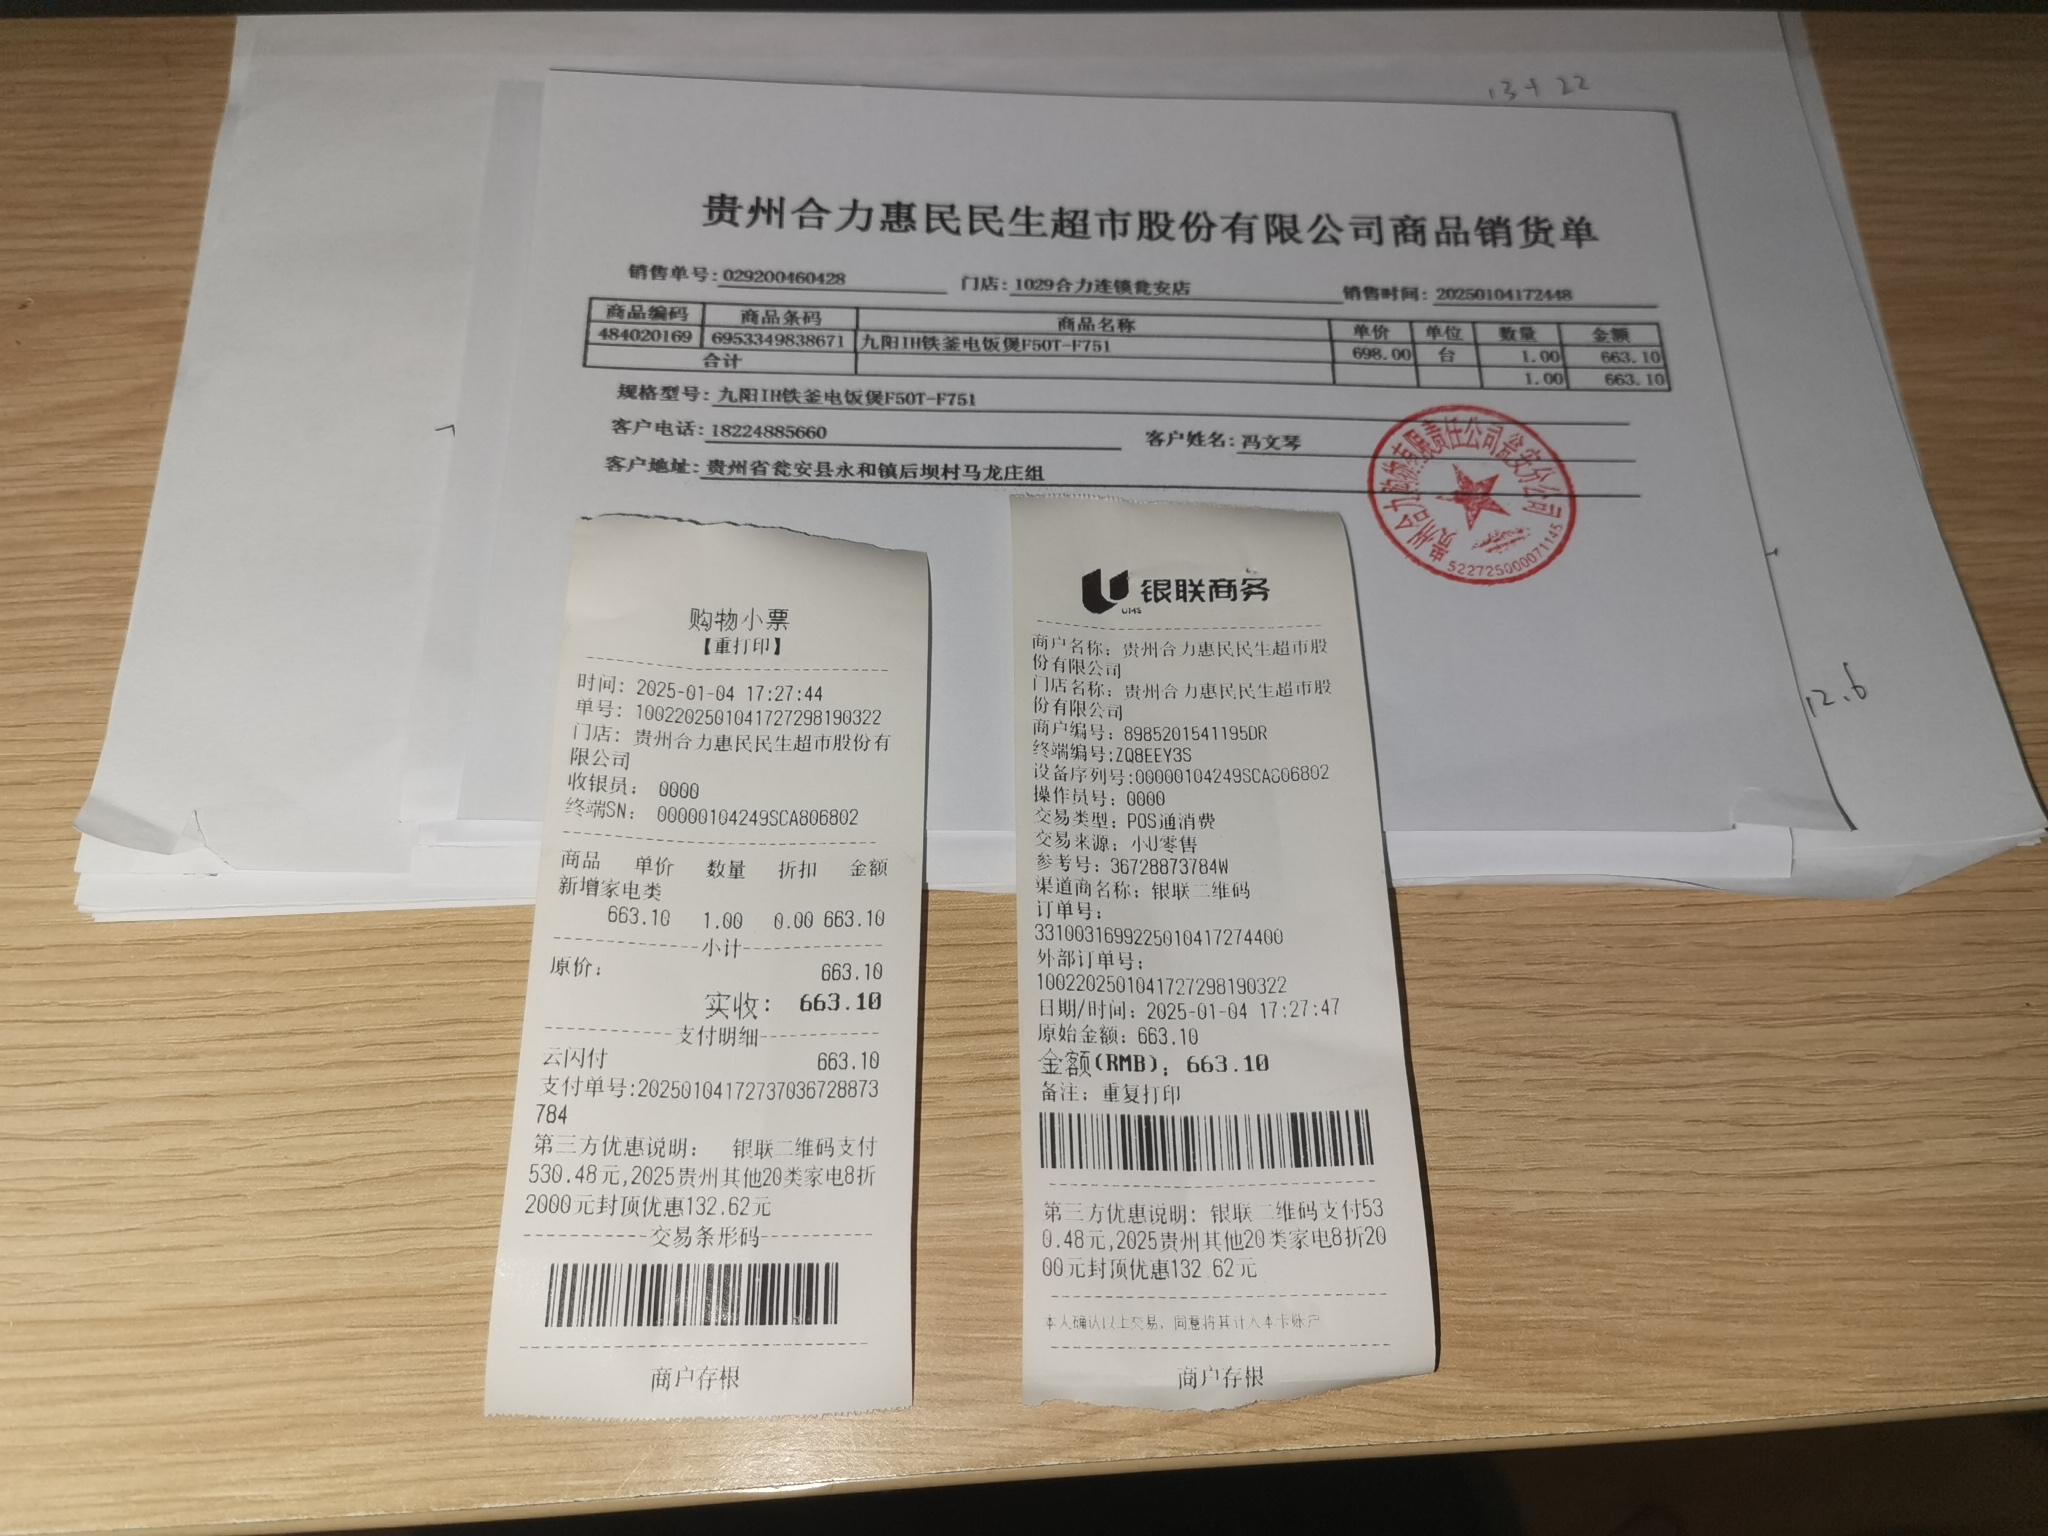 13+22
贵州合力惠民民生超市股份有限公司商品销货单
销售单号:029200460428 门店:1029合力连锁瓮安店 销售时间:20250104172448
商品编码 商品条码 商品名称 单价 单位 数量 金额
484020169 6953349838671 九阳IH铁釜电饭煲F50T-F751 698.00 台 1.00 663.10
合计 1.00 663.10
规格型号:九阳IH铁釜电饭煲F50T-F751
客户电话:18224885660 客户姓名:冯文琴
客户地址:贵州省瓮安县永和镇后坝村马龙庄组
贵州合力购物有限责任公司瓮安分公司
522725000071145
12.6
购物小票
【重打印】
时间: 2025-01-04 17:27:44
单号: 1002202501041727298190322
门店: 贵州合力惠民民生超市股份有
限公司
收银员: 0000
终端SN: 00000104249SCA806802
商品 单价 数量 折扣 金额
新增家电类
663.10 1.00 0.00 663.10
小计
原价: 663.10
实收: 663.10
支付明细
云闪付 663.10
支付单号:20250104172737036728873
784
第三方优惠说明: 银联二维码支付
530.48元,2025贵州其他20类家电8折
2000元封顶优惠132.62元
交易条形码
商户存根
银联商务
UMS
商户名称: 贵州合力惠民民生超市股
份有限公司
门店名称: 贵州合力惠民民生超市股
份有限公司
商户编号: 8985201541195DR
终端编号:ZQ8EEY3S
设备序列号:00000104249SCA806802
操作员号: 0000
交易类型: POS通消费
交易来源: 小U零售
参考号: 36728873784W
渠道商名称: 银联二维码
订单号:
3310031699225010417274400
外部订单号:
1002202501041727298190322
日期/时间: 2025-01-04 17:27:47
原始金额: 663.10
金额(RMB): 663.10
备注: 重复打印
第三方优惠说明: 银联二维码支付53
0.48元,2025贵州其他20类家电8折20
00元封顶优惠132.62元
本人确认以上交易, 同意将其计入本卡账户
商户存根